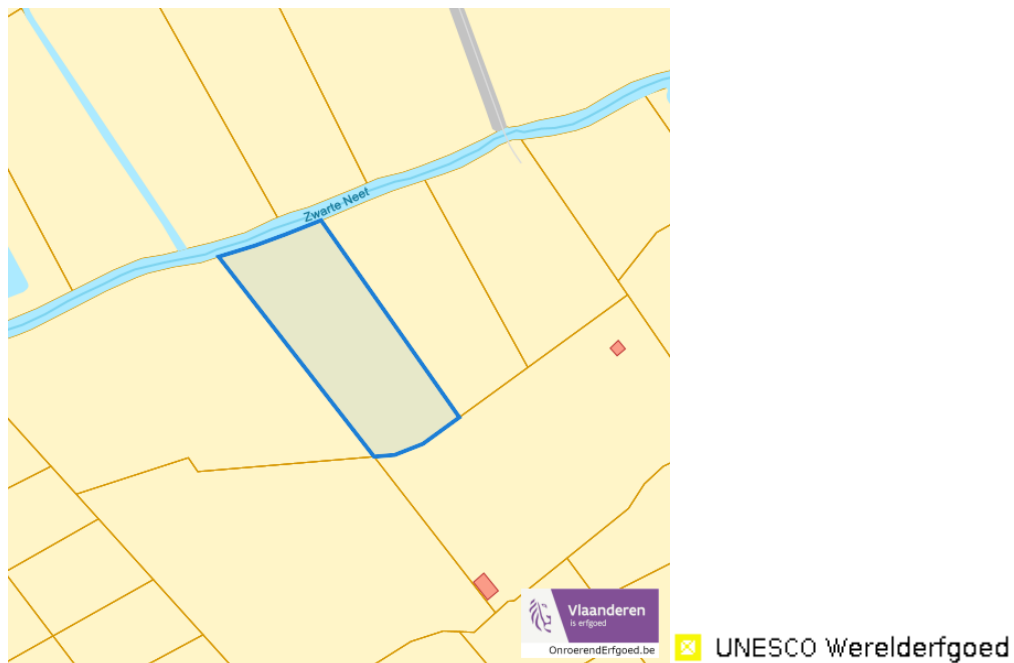 Zwarte Neet
Vlaanderen
is erfgoed
OnroerendErfgoed.be
UNESCO Werelderfgoed